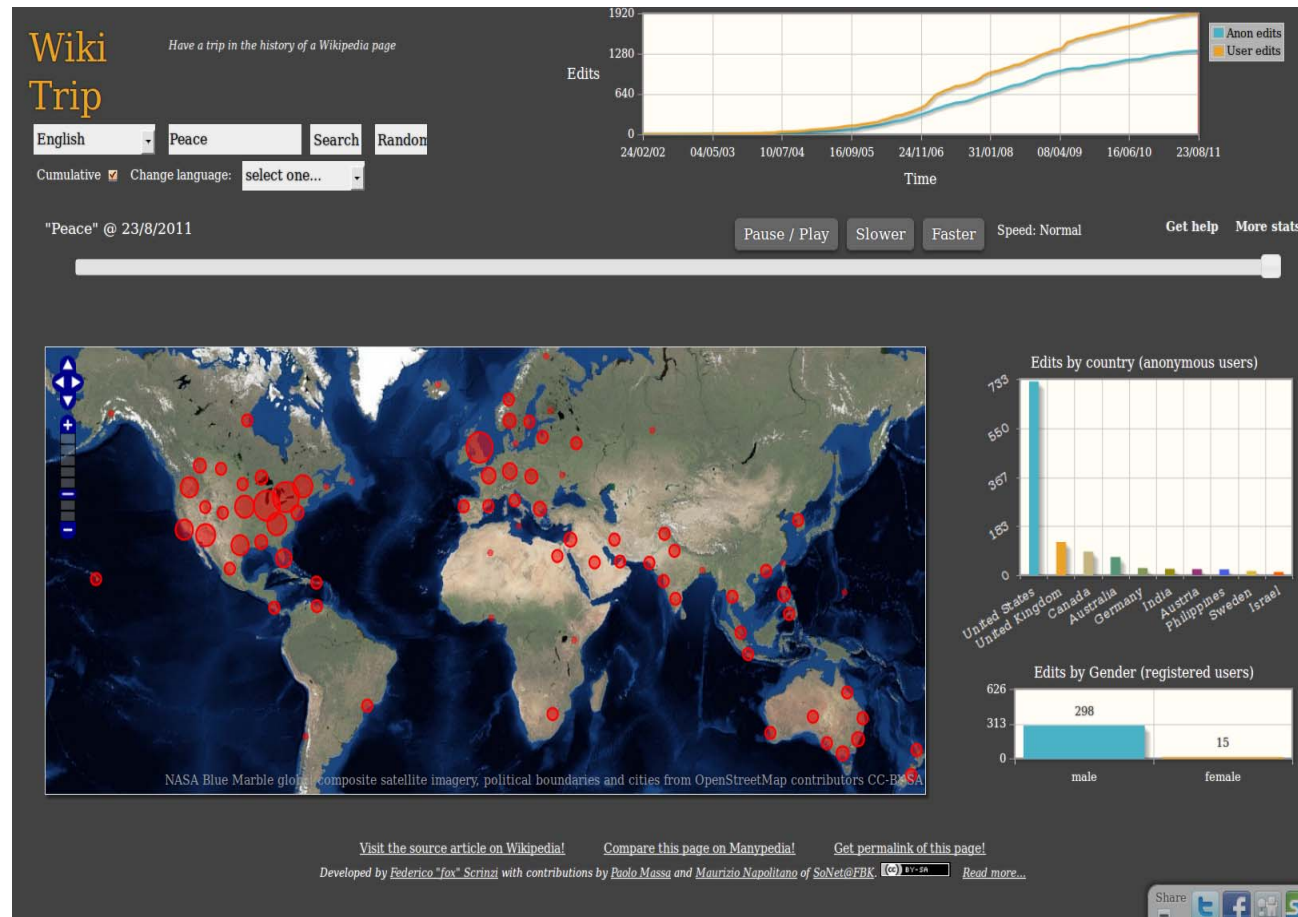 Wiki
Trip
Have a trip in the history of a Wikipedia page
English
Peace
Search
Random
Cumulative
Change language:
select one...
1920
1280
640
0
Edits
24/02/02 04/05/03 10/07/04 16/09/05 24/11/06 31/01/08 08/04/09 16/06/10 23/08/11
Time
Anon edits
User edits
"Peace" @ 23/8/2011
Pause / Play
Slower
Faster
Speed: Normal
Get help
More stats
NASA Blue Marble global composite satellite imagery, political boundaries and cities from OpenStreetMap contributors CC-BY-SA
Edits by country (anonymous users)
733
550
367
183
0
United States
United Kingdom
Canada
Australia
Germany
India
Austria
Philippines
Sweden
Israel
Edits by Gender (registered users)
626
313
0
298
15
male
female
Visit the source article on Wikipedia! Compare this page on Manypedia! Get permalink of this page!
Developed by Federico "fox" Scrinzi with contributions by Paolo Massa and Maurizio Napolitano of SoNet@FBK. (cc) BY-SA Read more...
Share